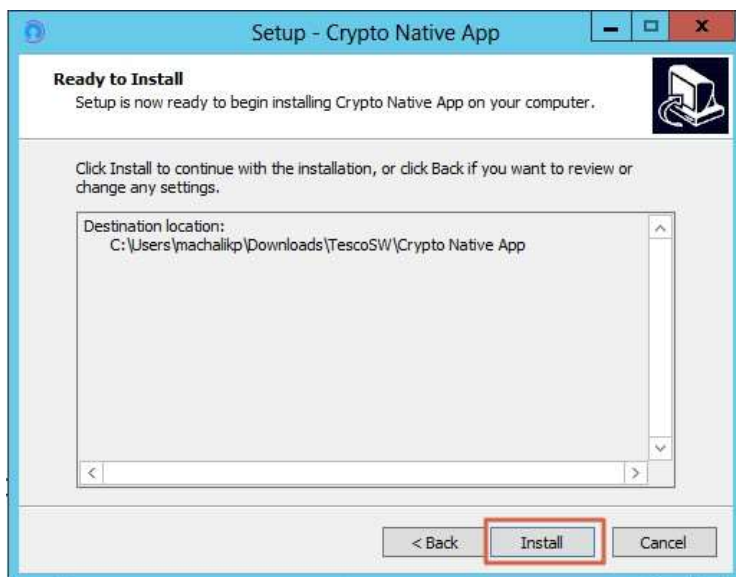 Setup - Crypto Native App
Ready to Install
Setup is now ready to begin installing Crypto Native App on your computer.
Click Install to continue with the installation, or click Back if you want to review or
change any settings.
Destination location:
C:\Users\machalikp\Downloads\TescoSW\Crypto Native App
< Back
Install
Cancel